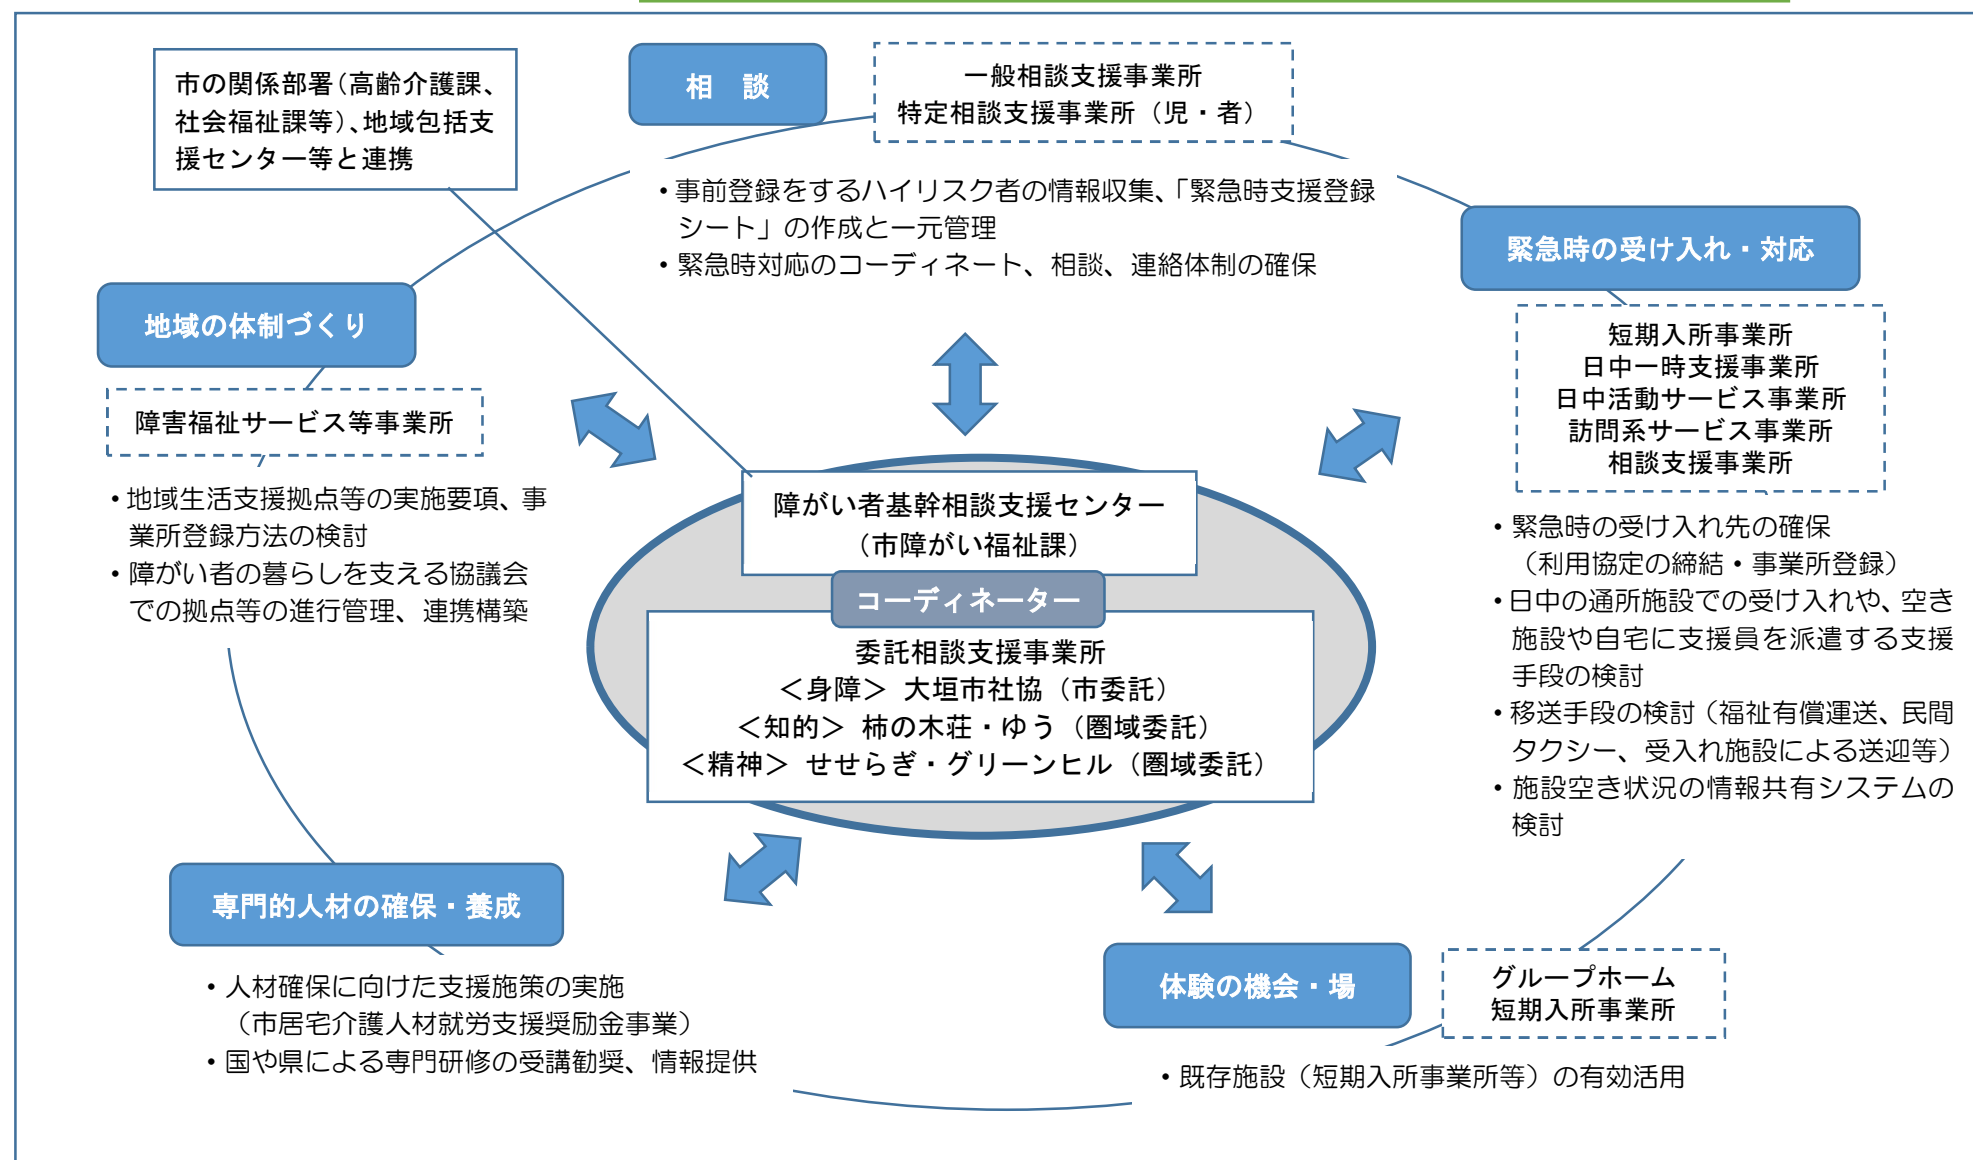 市の関係部署（高齢介護課、
社会福祉課等）、地域包括支
援センター等と連携
相　談
一般相談支援事業所
特定相談支援事業所（児・者）
・事前登録をするハイリスク者の情報収集、「緊急時支援登録
シート」の作成と一元管理
・緊急時対応のコーディネート、相談、連絡体制の確保
緊急時の受け入れ・対応
短期入所事業所
日中一時支援事業所
日中活動サービス事業所
訪問系サービス事業所
相談支援事業所
・緊急時の受け入れ先の確保
（利用協定の締結・事業所登録）
・日中の通所施設での受け入れや、空き
施設や自宅に支援員を派遣する支援
手段の検討
・移送手段の検討（福祉有償運送、民間
タクシー、受入れ施設による送迎等）
・施設空き状況の情報共有システムの
検討
地域の体制づくり
障害福祉サービス等事業所
・地域生活支援拠点等の実施要項、事
業所登録方法の検討
・障がい者の暮らしを支える協議会
での拠点等の進行管理、連携構築
障がい者基幹相談支援センター
（市障がい福祉課）
コーディネーター
委託相談支援事業所
＜身障＞ 大垣市社協（市委託）
＜知的＞ 柿の木荘・ゆう（圏域委託）
＜精神＞ せせらぎ・グリーンヒル（圏域委託）
専門的人材の確保・養成
・人材確保に向けた支援施策の実施
（市居宅介護人材就労支援奨励金事業）
・国や県による専門研修の受講勧奨、情報提供
体験の機会・場
グループホーム
短期入所事業所
・既存施設（短期入所事業所等）の有効活用